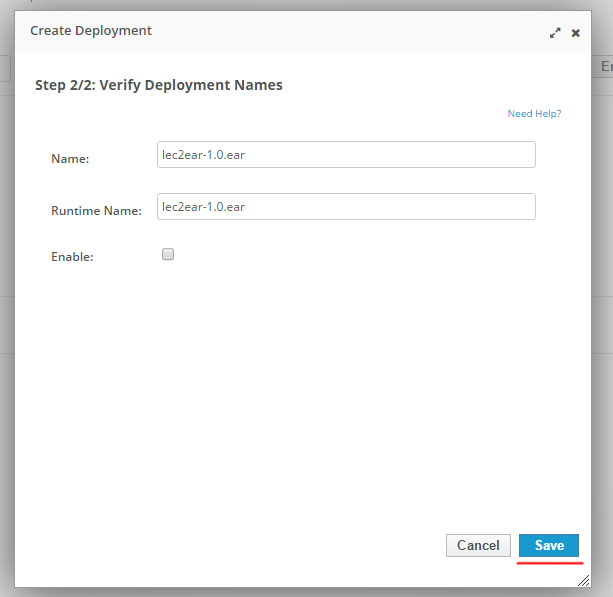 Create Deployment
Step 2/2: Verify Deployment Names
Need Help?
Name: lec2ear-1.0.ear
Runtime Name: lec2ear-1.0.ear
Enable:
Cancel Save